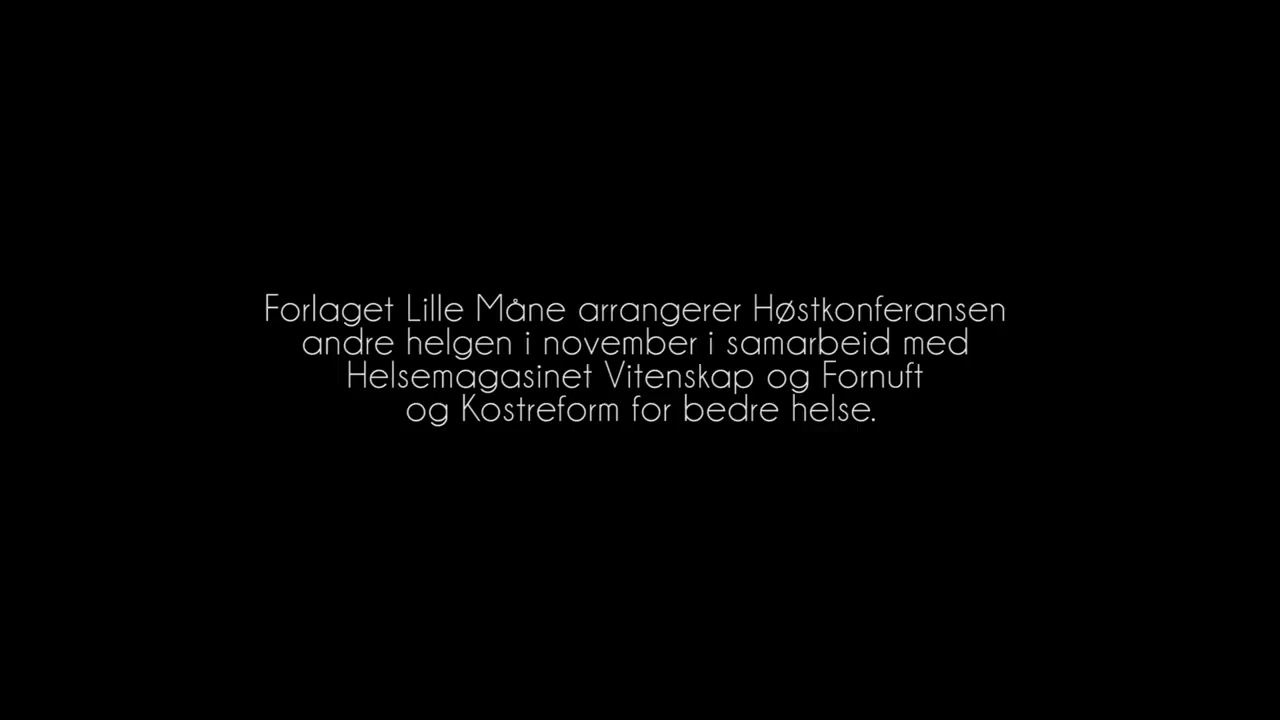 Forlaget Lille Måne arrangerer Høstkonferansen
andre helgen i november i samarbeid med
Helsemagasinet Vitenskap og Fornuft
og Kostreform for bedre helse.